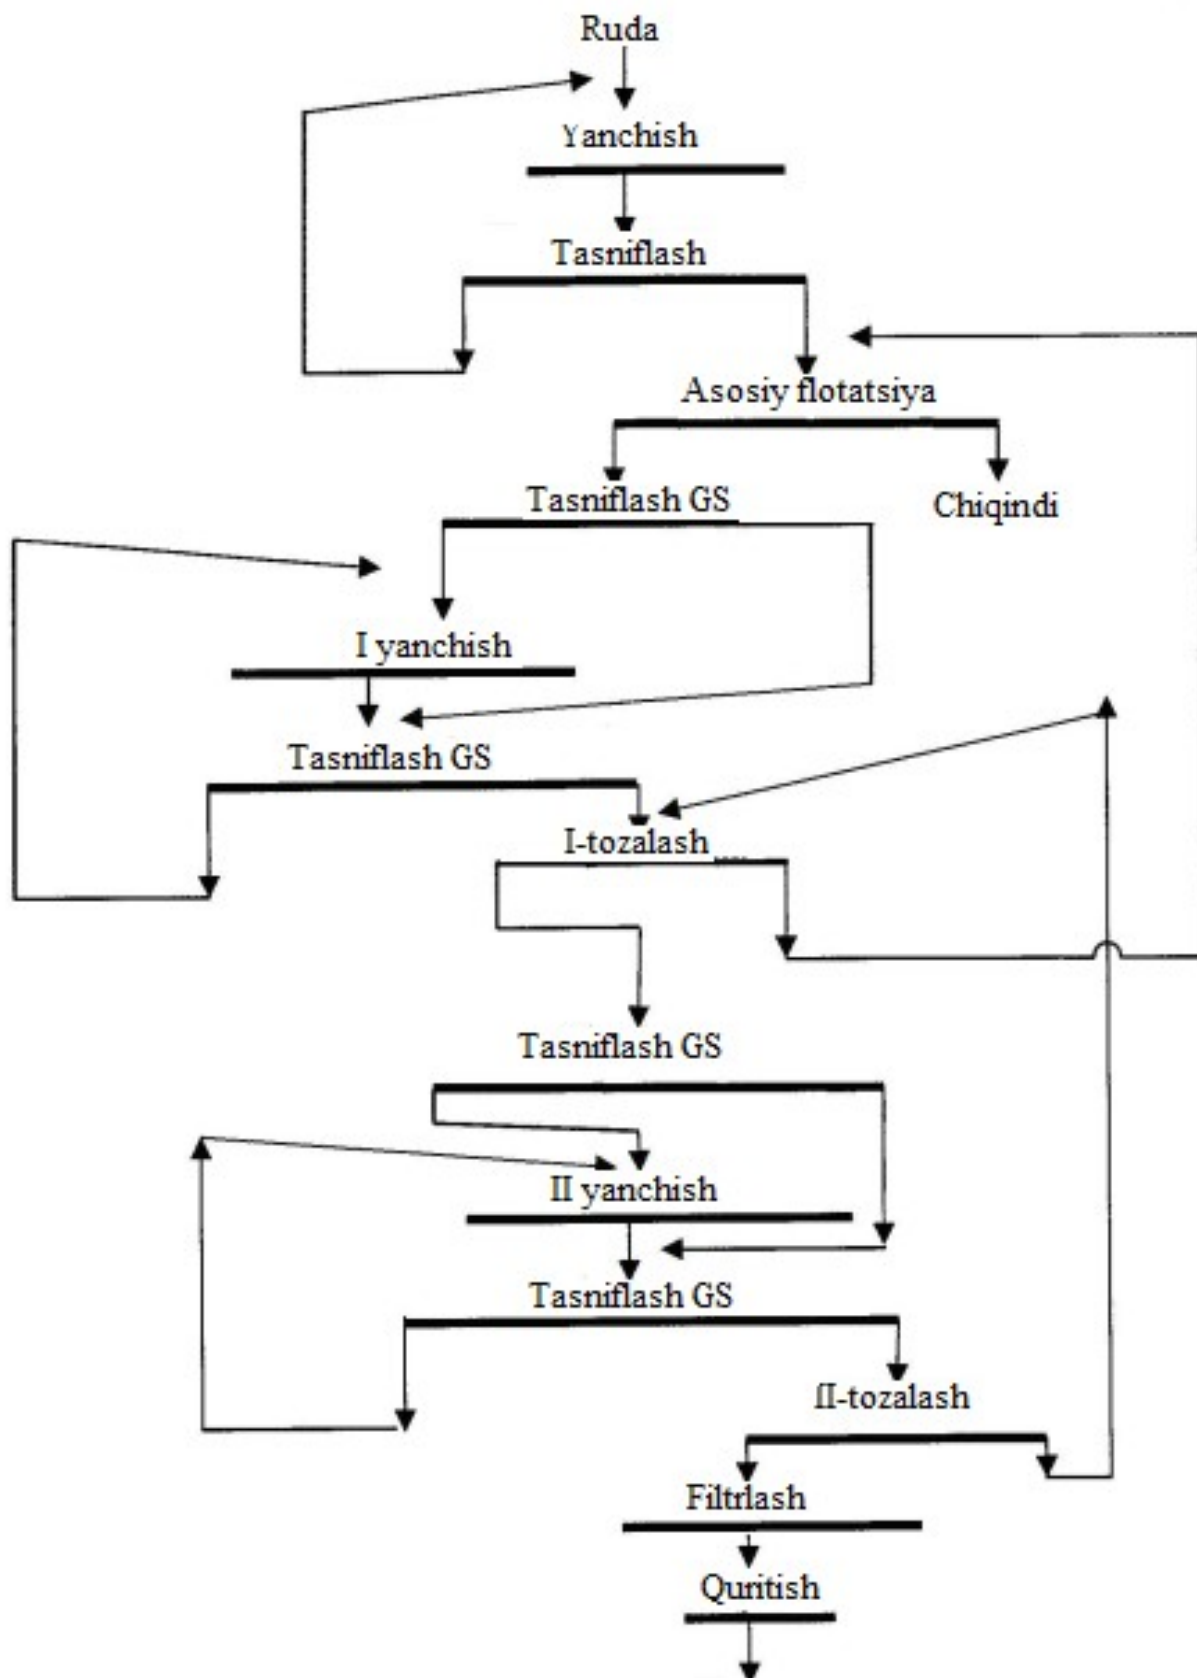 Ruda
Yanchish
Tasniflash
Asosiy flotatsiya
Tasniflash GS
Chiqindi
I yanchish
Tasniflash GS
I-tozalash
Tasniflash GS
II yanchish
Tasniflash GS
II-tozalash
Filtrlash
Quritish